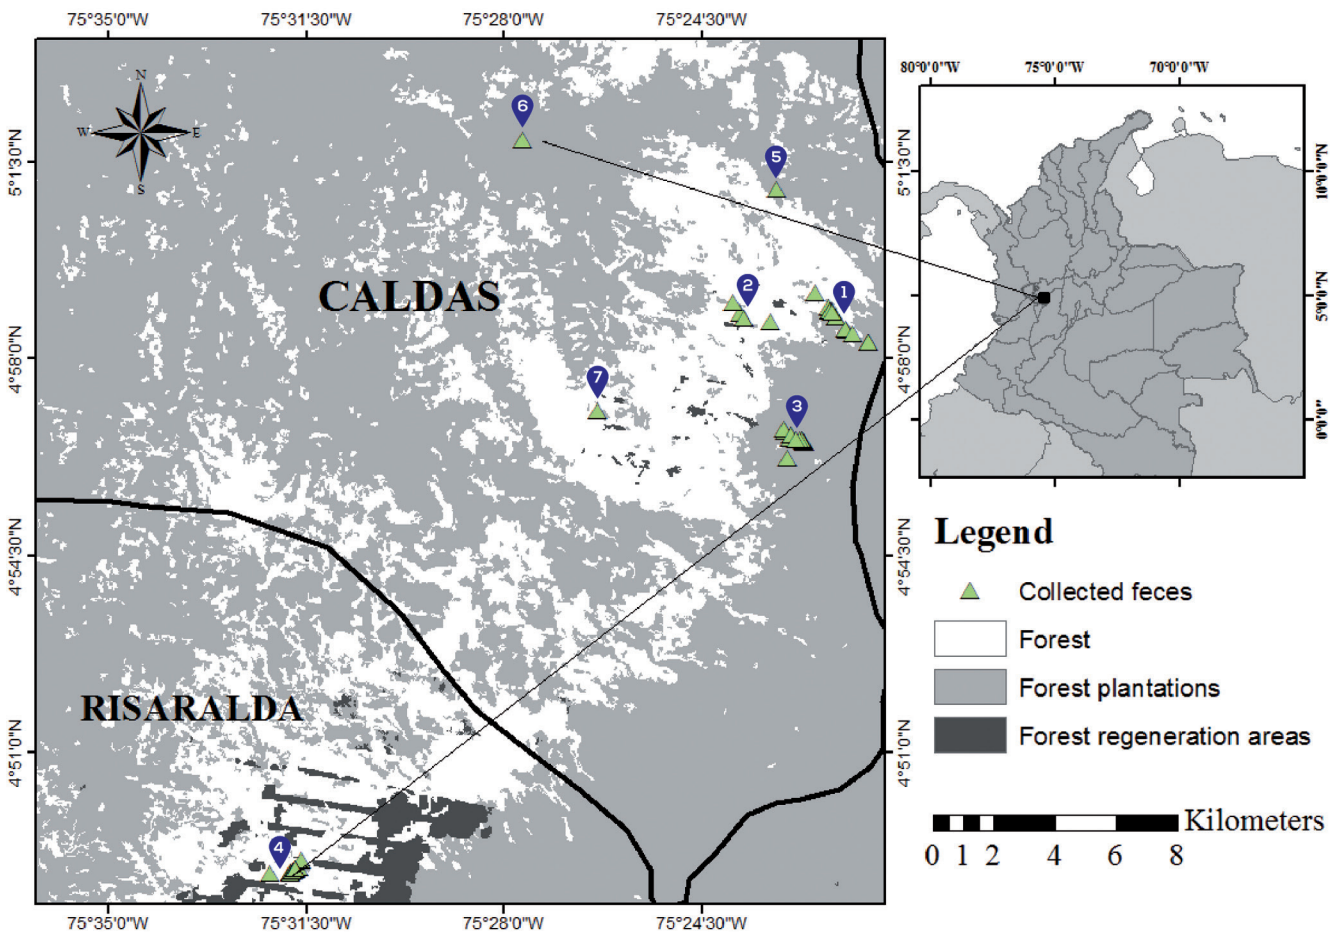 75°35'0"W 75°31'30"W 75°28'0"W 75°24'30"W
80°0'0"W 75°0'0"W 70°0'0"W
N
W E
S
6
5
5°1'30"N
5°1'30"N
10°0'0"N
CALDAS
2
1
5°0'0"N
4°58'0"N
4°58'0"N
7
3
0°0'0"
4°54'30"N
4°54'30"N
Legend
Collected feces
Forest
Forest plantations
Forest regeneration areas
RISARALDA
4°51'0"N
4°51'0"N
4
Kilometers
0 1 2 4 6 8
75°35'0"W 75°31'30"W 75°28'0"W 75°24'30"W